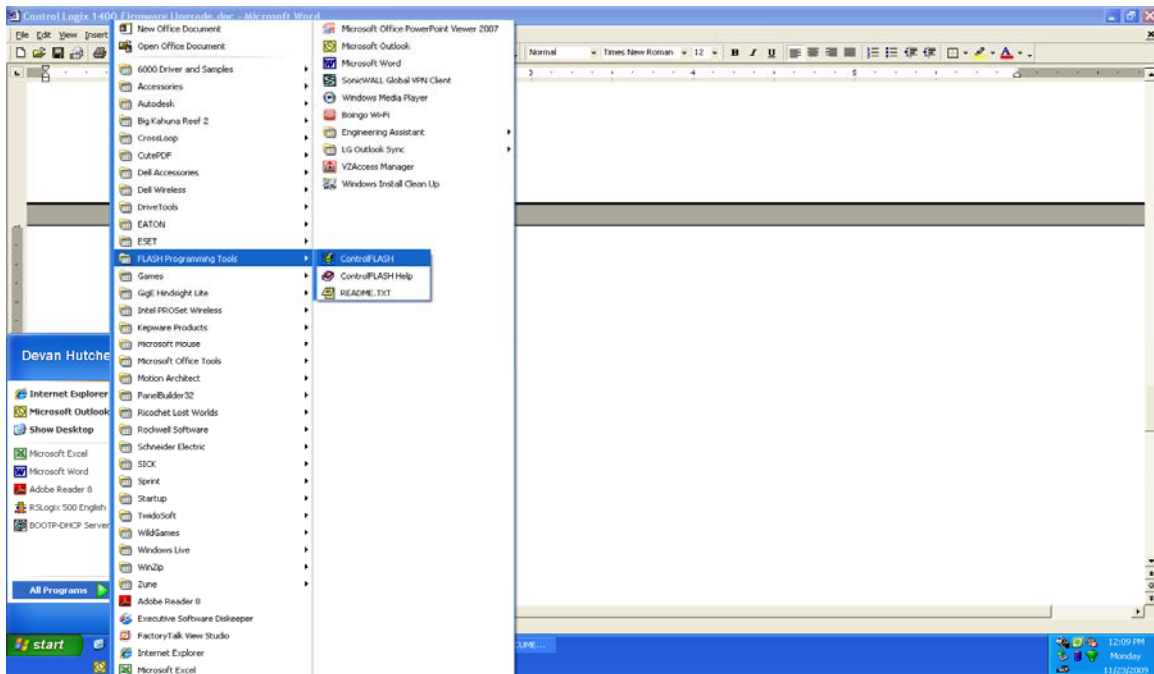 Control Logix 1400 Firmware Upgrade.doc - Microsoft Word
File Edit View Insert
Normal Times New Roman 12 B I U
3 4 5
New Office Document
Open Office Document
6000 Driver and Samples
Accessories
Autodesk
Big Kahuna Reef 2
CrossLoop
CutePDF
Dell Accessories
Dell Wireless
DriveTools
EATON
ESET
FLASH Programming Tools
Games
GigE Hindsight Lite
Intel PROSet Wireless
Kepware Products
Microsoft Mouse
Microsoft Office Tools
Motion Architect
PanelBuilder32
Ricochet Lost Worlds
Rockwell Software
Schneider Electric
SICK
Sprint
Startup
TwidoSoft
WildGames
Windows Live
WinZip
Zune
Adobe Reader 8
Executive Software Diskeeper
FactoryTalk View Studio
Internet Explorer
Microsoft Excel
Microsoft Office PowerPoint Viewer 2007
Microsoft Outlook
Microsoft Word
SonicWALL Global VPN Client
Windows Media Player
Boingo Wi-Fi
Engineering Assistant
LG Outlook Sync
VZAccess Manager
Windows Install Clean Up
ControlFLASH
ControlFLASH Help
README.TXT
Devan Hutche
Internet Explorer
Microsoft Outlook
Show Desktop
Microsoft Excel
Microsoft Word
Adobe Reader 8
RSLogix 500 English
BOOTP-DHCP Server
All Programs
start
CUME...
12:09 PM
Monday
11/23/2009